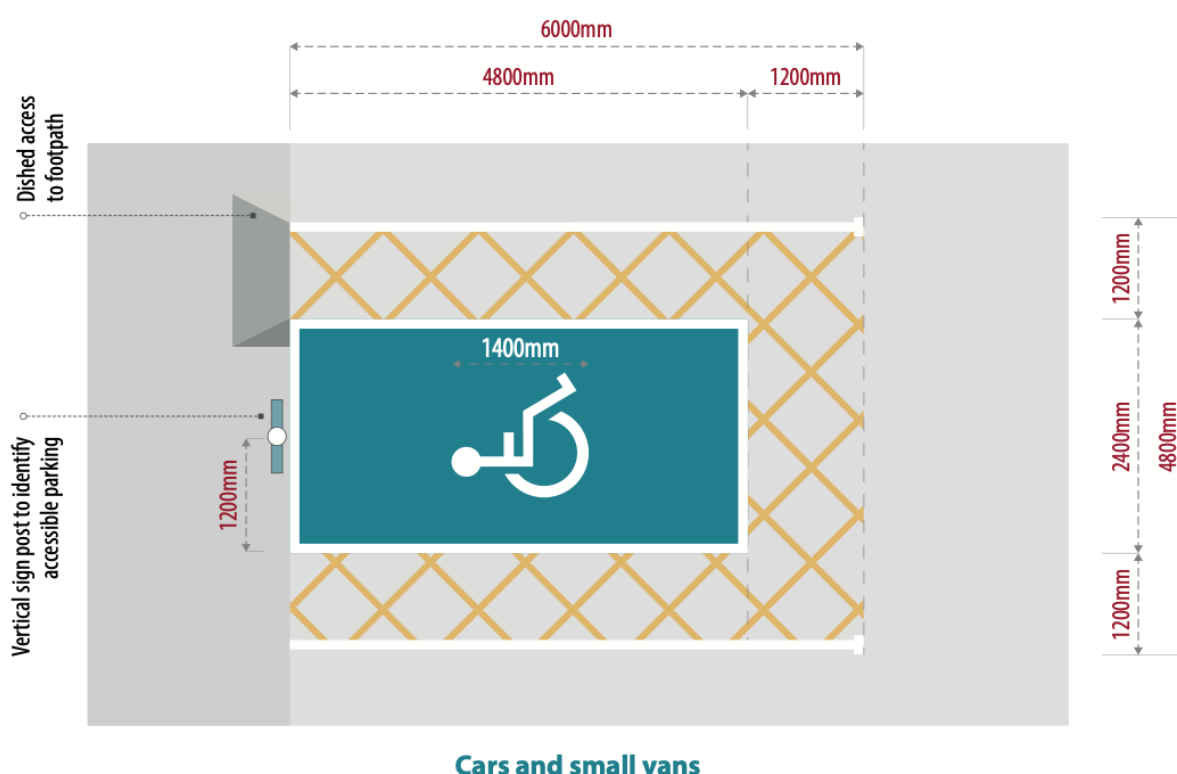 6000mm
4800mm
1200mm
Dished access
to footpath
1200mm
1400mm
2400mm
4800mm
Vertical sign post to identify
accessible parking
1200mm
1200mm
Cars and small vans